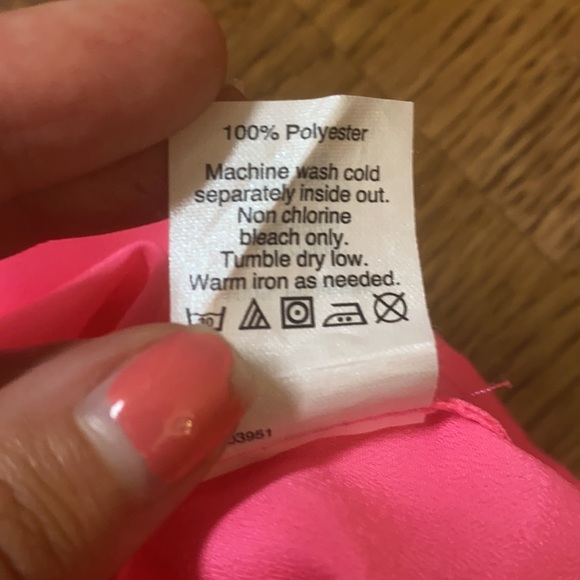 100% Polyester
Machine wash cold
separately inside out.
Non chlorine
bleach only.
Tumble dry low.
Warm iron as needed.
30